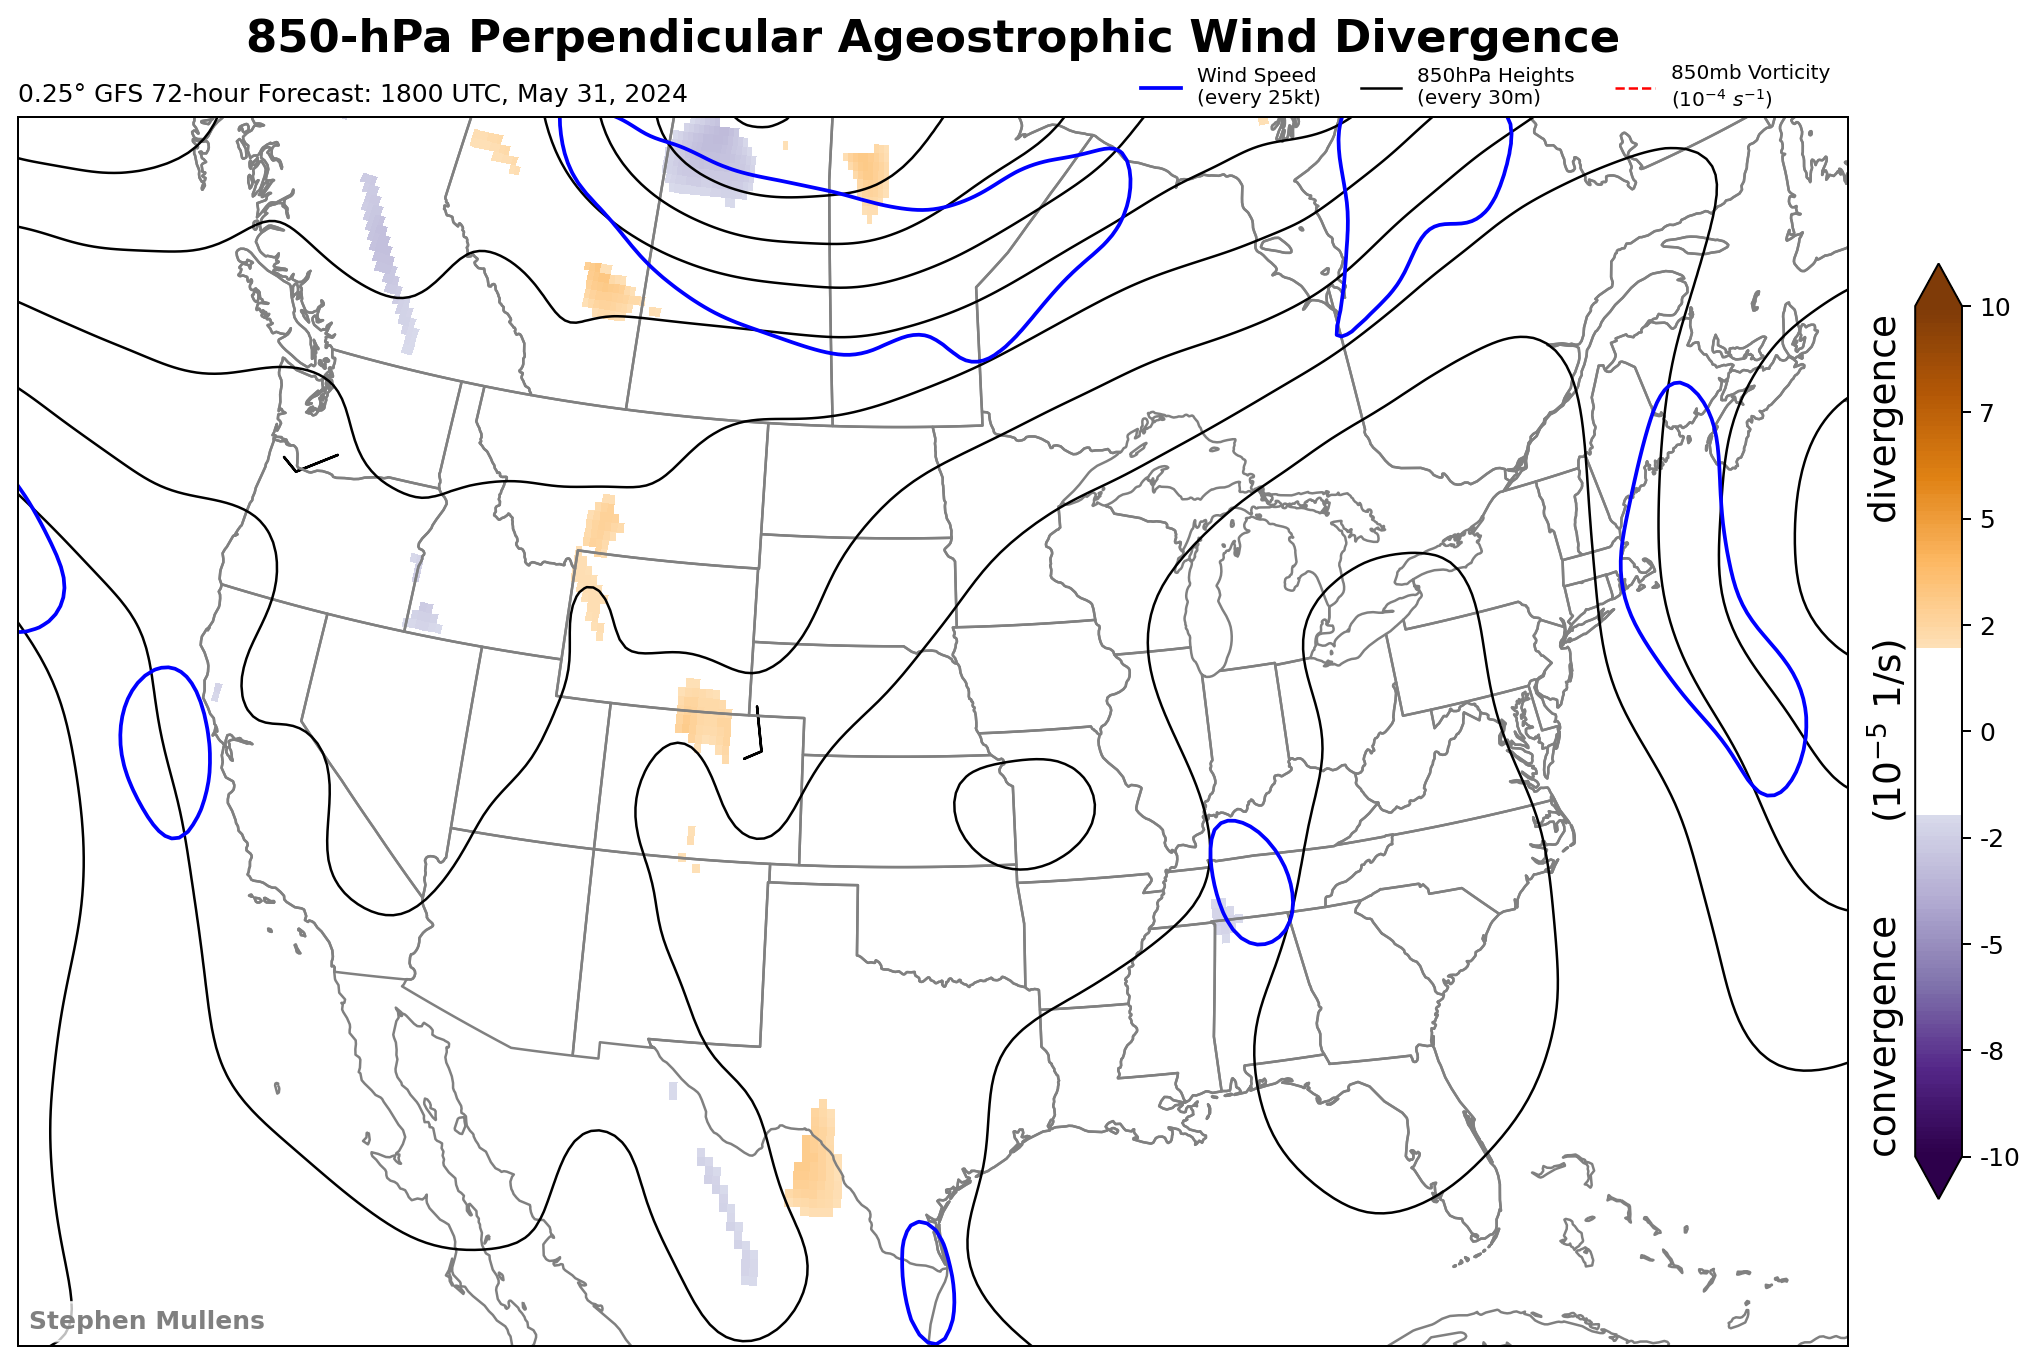 850-hPa Perpendicular Ageostrophic Wind Divergence
0.25° GFS 72-hour Forecast: 1800 UTC, May 31, 2024
Wind Speed
(every 25kt)
850hPa Heights
(every 30m)
850mb Vorticity
(10⁻⁴ s⁻¹)
10
7
5
2
0
-2
-5
-8
-10
convergence (10⁻⁵ 1/s) divergence
Stephen Mullens